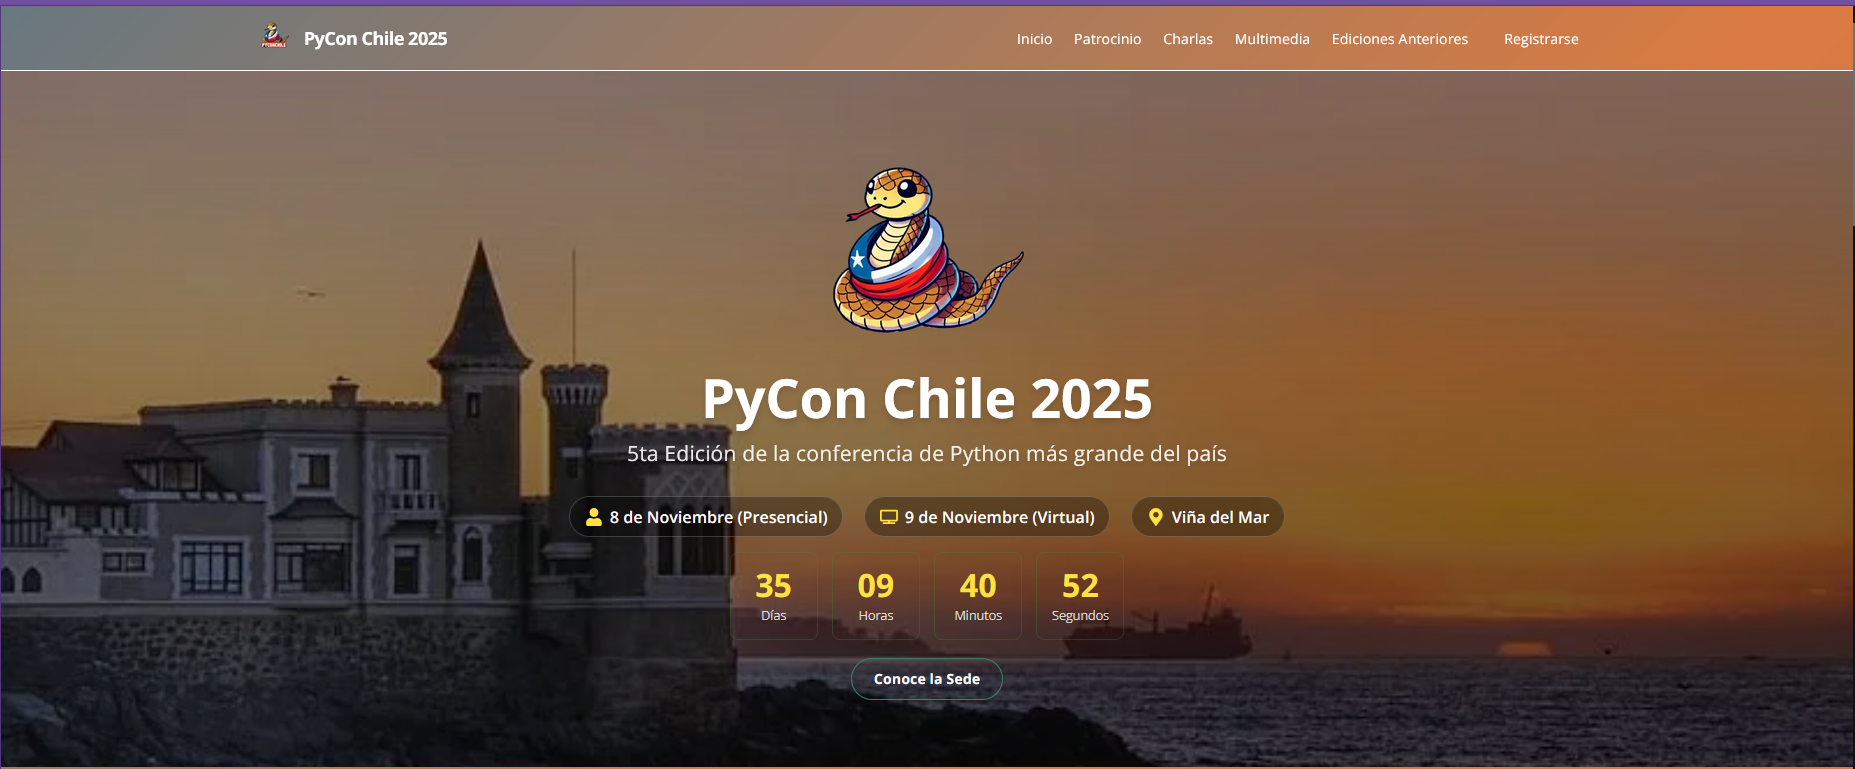 PyCon Chile 2025
Inicio Patrocinio Charlas Multimedia Ediciones Anteriores Registrarse
PyCon Chile 2025
5ta Edición de la conferencia de Python más grande del país
8 de Noviembre (Presencial) 9 de Noviembre (Virtual) Viña del Mar
35 09 40 52
Días Horas Minutos Segundos
Conoce la Sede